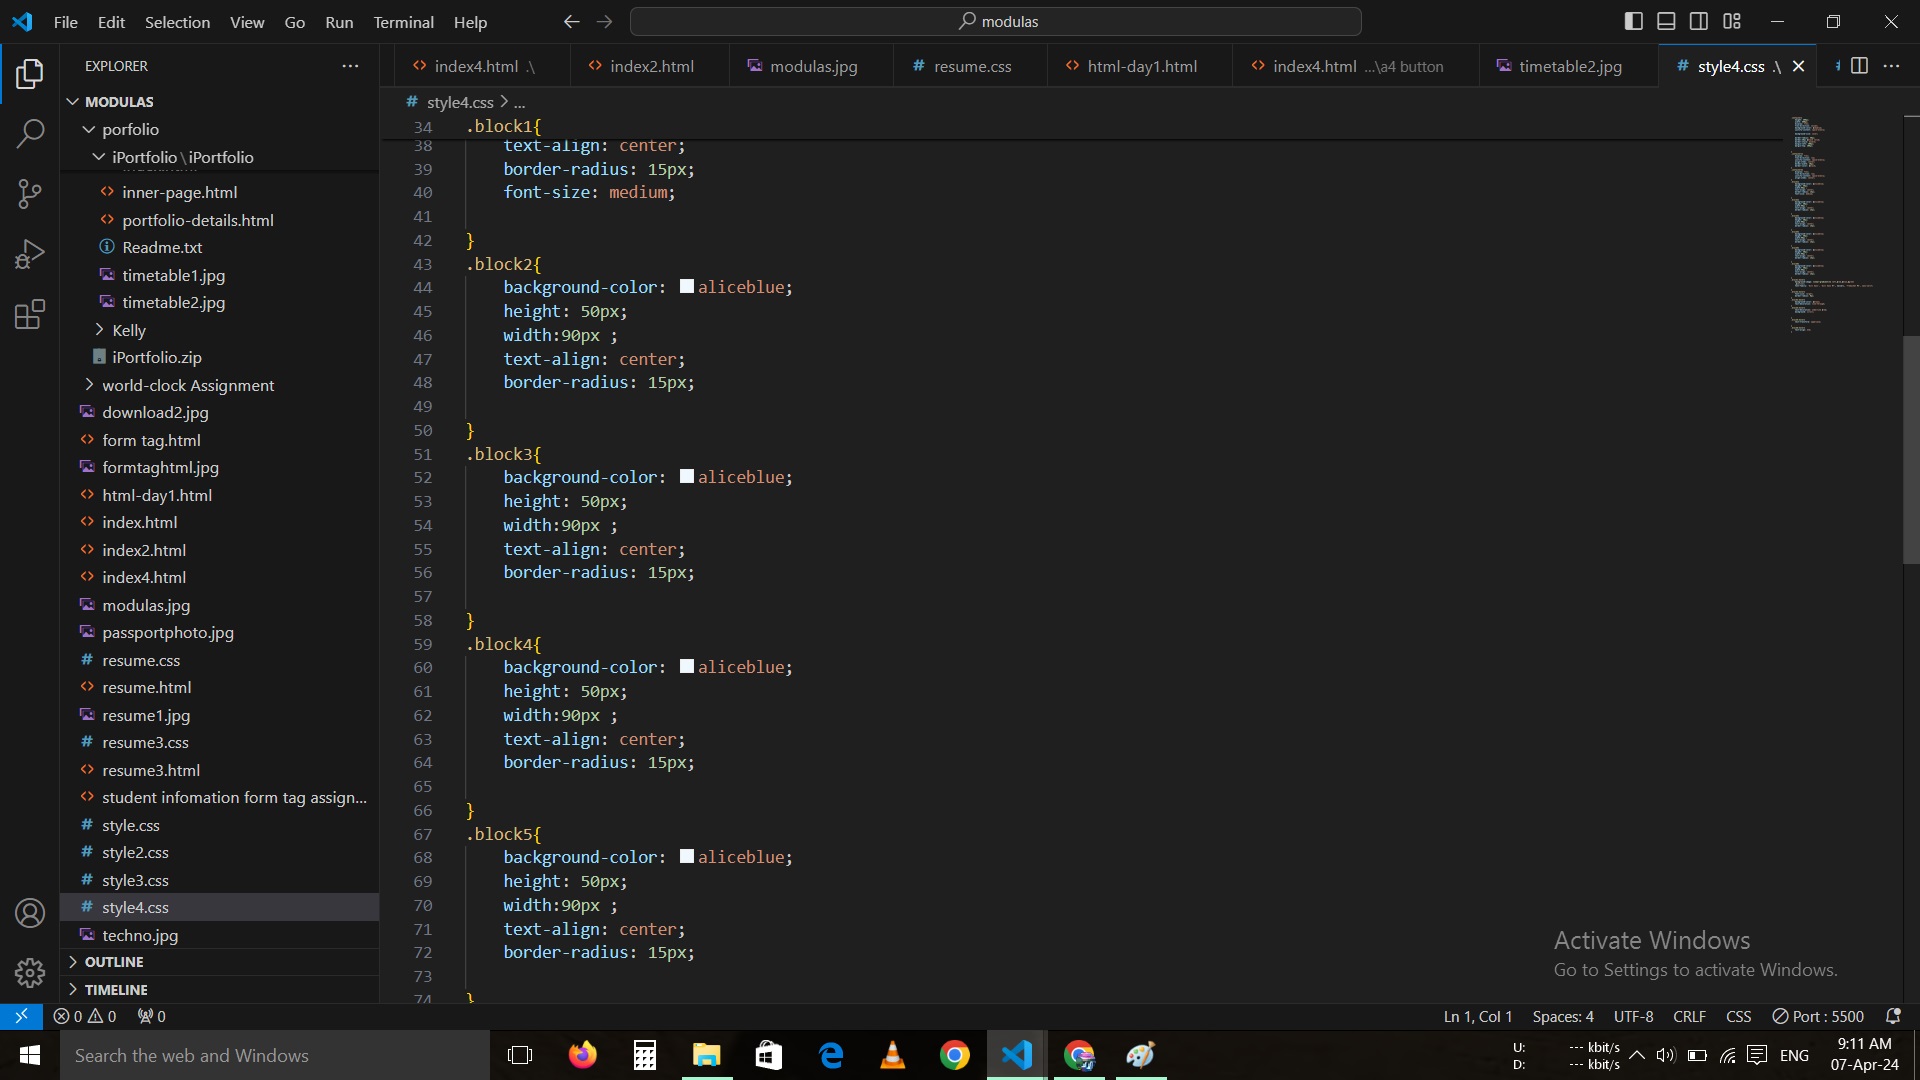 File Edit Selection View Go Run Terminal Help
modulas
EXPLORER
index4.html .\
index2.html
modulas.jpg
resume.css
html-day1.html
index4.html ...\a4 button
timetable2.jpg
style4.css .\
MODULAS
porfolio
iPortfolio\iPortfolio
inner-page.html
portfolio-details.html
Readme.txt
timetable1.jpg
timetable2.jpg
Kelly
iPortfolio.zip
world-clock Assignment
download2.jpg
form tag.html
formtaghtml.jpg
html-day1.html
index.html
index2.html
index4.html
modulas.jpg
passportphoto.jpg
resume.css
resume.html
resume1.jpg
resume3.css
resume3.html
student infomation form tag assign...
style.css
style2.css
style3.css
style4.css
techno.jpg
OUTLINE
TIMELINE
style4.css > ...
34 .block1{
38 text-align: center;
39 border-radius: 15px;
40 font-size: medium;
41
42 }
43 .block2{
44 background-color: aliceblue;
45 height: 50px;
46 width:90px ;
47 text-align: center;
48 border-radius: 15px;
49
50 }
51 .block3{
52 background-color: aliceblue;
53 height: 50px;
54 width:90px ;
55 text-align: center;
56 border-radius: 15px;
57
58 }
59 .block4{
60 background-color: aliceblue;
61 height: 50px;
62 width:90px ;
63 text-align: center;
64 border-radius: 15px;
65
66 }
67 .block5{
68 background-color: aliceblue;
69 height: 50px;
70 width:90px ;
71 text-align: center;
72 border-radius: 15px;
73
74 }
Activate Windows
Go to Settings to activate Windows.
0 0 0
Ln 1, Col 1 Spaces: 4 UTF-8 CRLF CSS Port : 5500
Search the web and Windows
U: --- kbit/s
D: --- kbit/s
ENG
9:11 AM
07-Apr-24